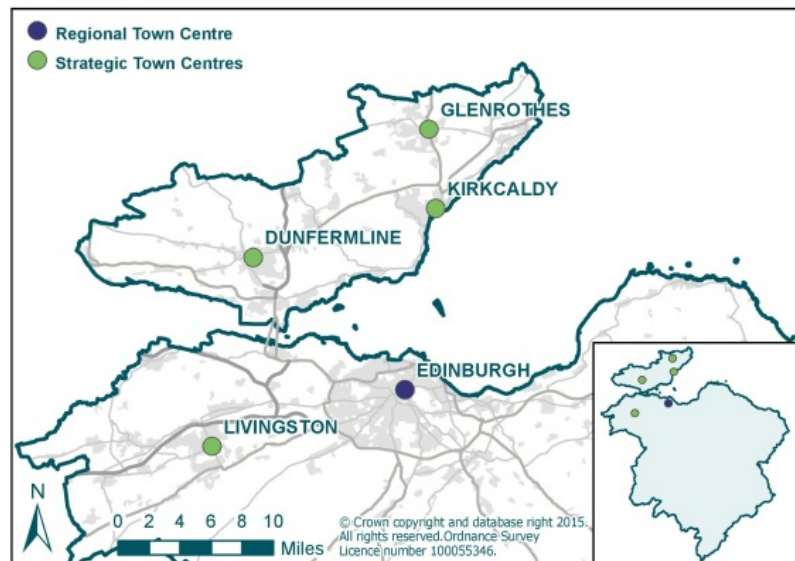 Regional Town Centre
Strategic Town Centres
GLENROTHES
KIRKCALDY
DUNFERMLINE
EDINBURGH
LIVINGSTON
N
0 2 4 6 8 10
Miles
© Crown copyright and database right 2015.
All rights reserved.Ordnance Survey
Licence number 100055346.